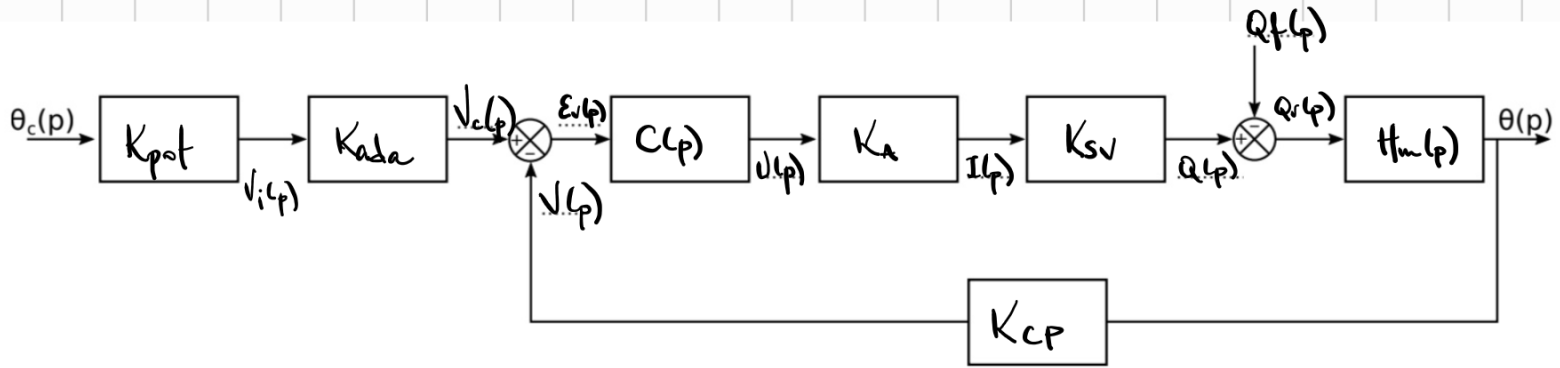 Qf(p)
θc(p)
Kpot
Vi(p)
Kada
Vc(p)
+
−
εv(p)
C(p)
U(p)
KA
I(p)
KSV
Q(p)
+
−
Qr(p)
Hm(p)
θ(p)
V(p)
KCP